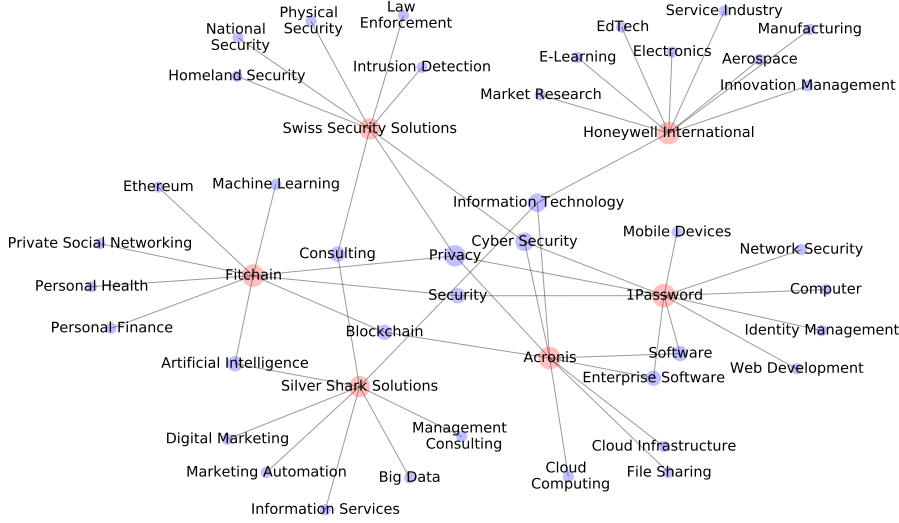 Law
Enforcement
Physical
Security
National
Security
Intrusion Detection
Homeland Security
Swiss Security Solutions
Service Industry
EdTech
Manufacturing
Electronics
E-Learning
Aerospace
Innovation Management
Market Research
Honeywell International
Ethereum
Machine Learning
Information Technology
Mobile Devices
Private Social Networking
Consulting
Privacy
Cyber Security
Network Security
Fitchain
Personal Health
Security
1Password
Computer
Personal Finance
Blockchain
Identity Management
Artificial Intelligence
Acronis
Software
Web Development
Silver Shark Solutions
Enterprise Software
Digital Marketing
Management
Consulting
Cloud Infrastructure
Marketing Automation
Big Data
Cloud
Computing
File Sharing
Information Services